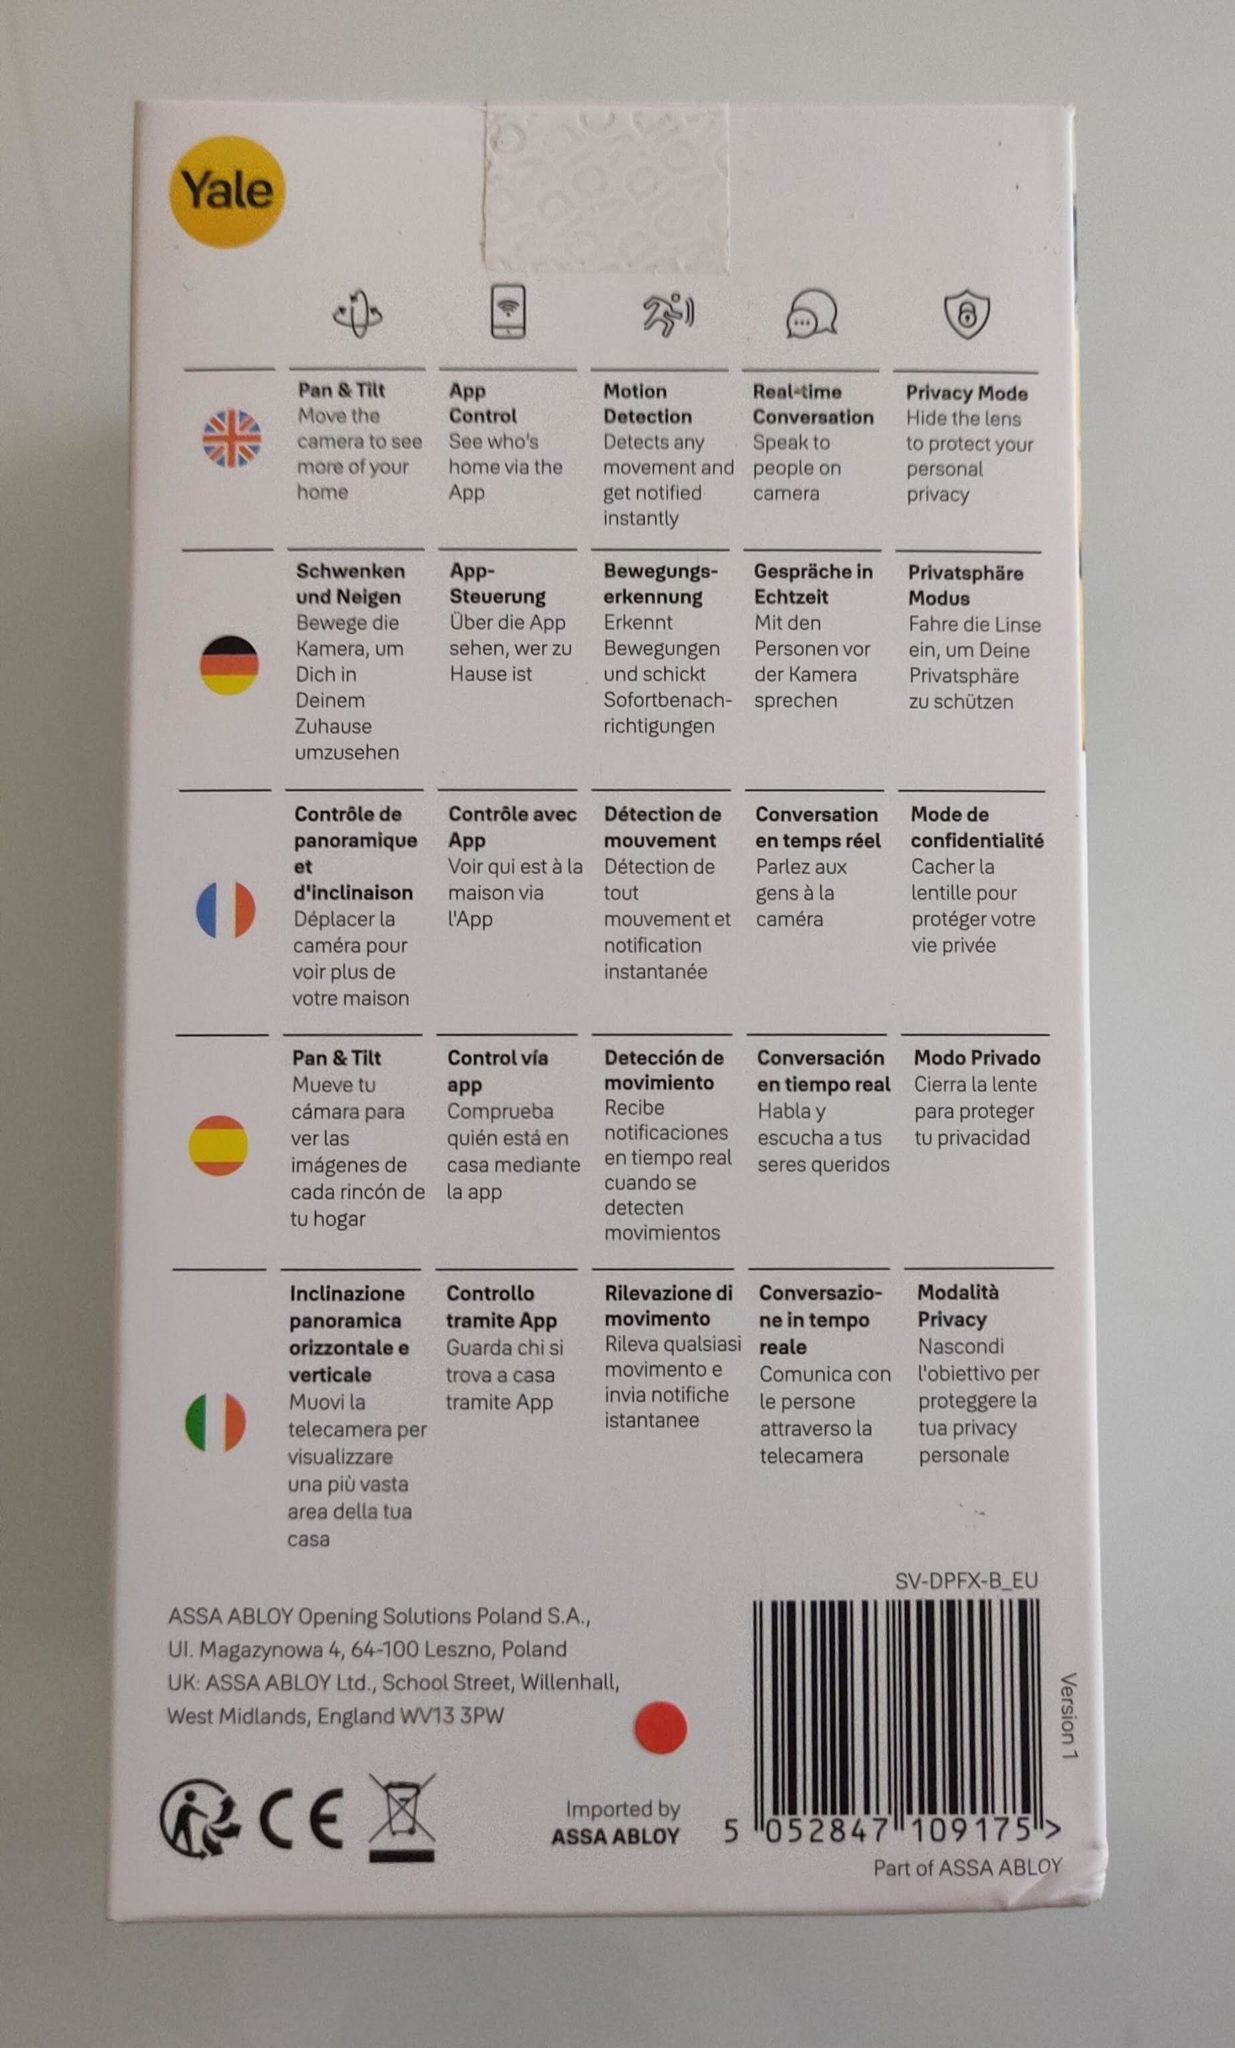 Yale
Pan & Tilt
Move the
camera to see
more of your
home
App
Control
See who's
home via the
App
Motion
Detection
Detects any
movement and
get notified
instantly
Real-time
Conversation
Speak to
people on
camera
Privacy Mode
Hide the lens
to protect your
personal
privacy
Schwenken
und Neigen
Bewege die
Kamera, um
Dich in
Deinem
Zuhause
umzusehen
App-
Steuerung
Über die App
sehen, wer zu
Hause ist
Bewegungs-
erkennung
Erkennt
Bewegungen
und schickt
Sofortbenach-
richtigungen
Gespräche in
Echtzeit
Mit den
Personen vor
der Kamera
sprechen
Privatsphäre
Modus
Fahre die Linse
ein, um Deine
Privatsphäre
zu schützen
Contrôle de
panoramique
et
d'inclinaison
Déplacer la
caméra pour
voir plus de
votre maison
Contrôle avec
App
Voir qui est à la
maison via
l'App
Détection de
mouvement
Détection de
tout
mouvement et
notification
instantanée
Conversation
en temps réel
Parlez aux
gens à la
caméra
Mode de
confidentialité
Cacher la
lentille pour
protéger votre
vie privée
Pan & Tilt
Mueve tu
cámara para
ver las
imágenes de
cada rincón de
tu hogar
Control vía
app
Comprueba
quién está en
casa mediante
la app
Detección de
movimiento
Recibe
notificaciones
en tiempo real
cuando se
detecten
movimientos
Conversación
en tiempo real
Habla y
escucha a tus
seres queridos
Modo Privado
Cierra la lente
para proteger
tu privacidad
Inclinazione
panoramica
orizzontale e
verticale
Muovi la
telecamera per
visualizzare
una più vasta
area della tua
casa
Controllo
tramite App
Guarda chi si
trova a casa
tramite App
Rilevazione di
movimento
Rileva qualsiasi
movimento e
invia notifiche
istantanee
Conversazio-
ne in tempo
reale
Comunica con
le persone
attraverso la
telecamera
Modalità
Privacy
Nascondi
l'obiettivo per
proteggere la
tua privacy
personale
SV-DPFX-B_EU
ASSA ABLOY Opening Solutions Poland S.A.,
Ul. Magazynowa 4, 64-100 Leszno, Poland
UK: ASSA ABLOY Ltd., School Street, Willenhall,
West Midlands, England WV13 3PW
Version 1
CE
Imported by
ASSA ABLOY
5 052847 109175 >
Part of ASSA ABLOY